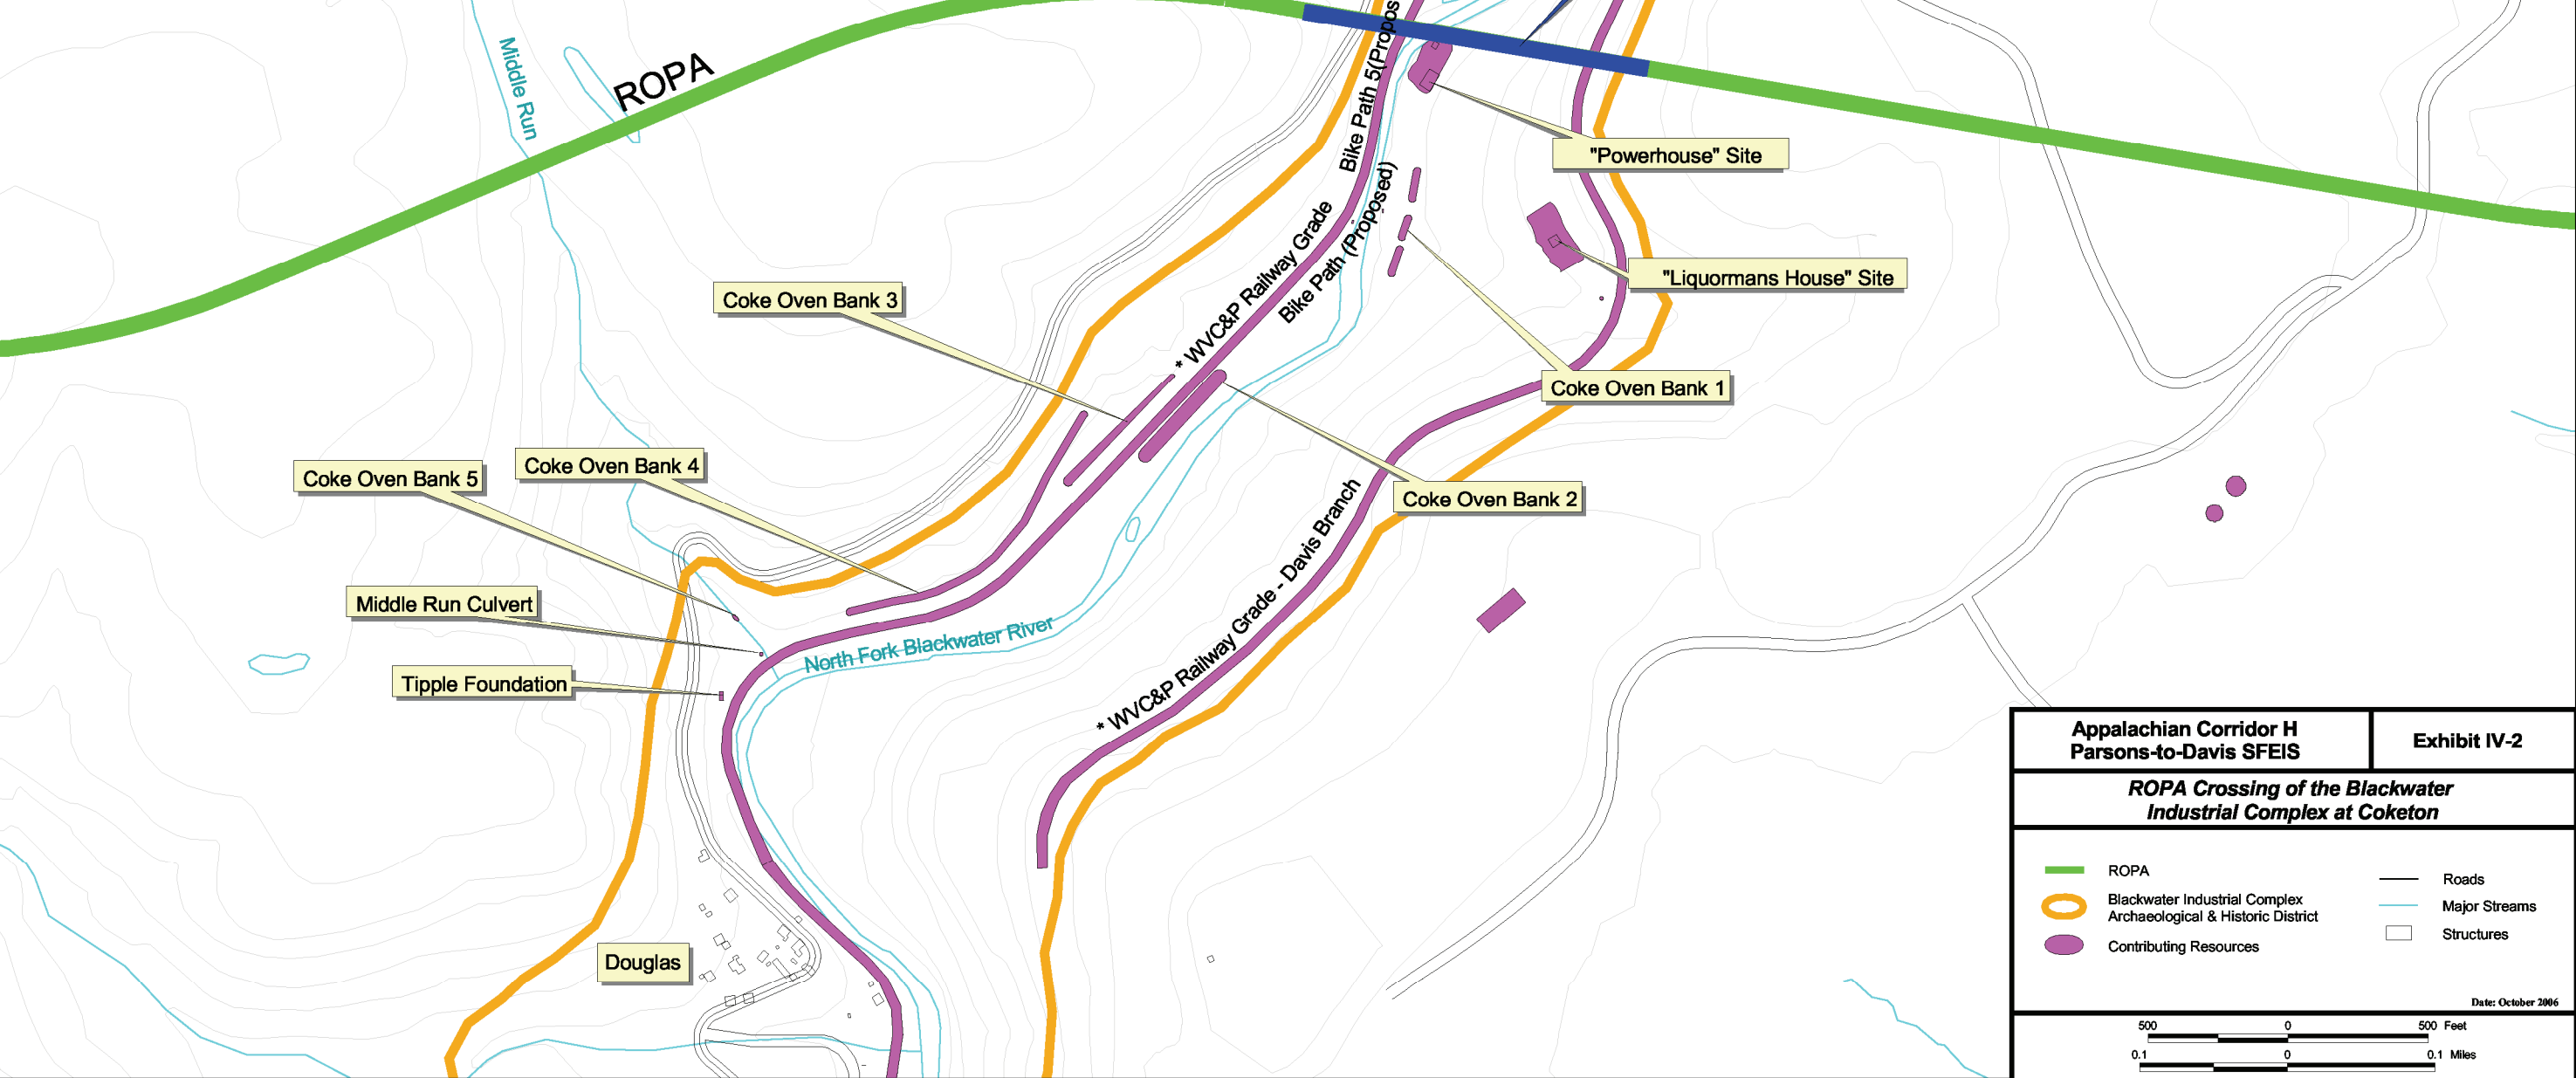 Middle Run
ROPA
Bike Path 5(Propos
"Powerhouse" Site
* WVC&P Railway Grade
Bike Path (Proposed)
"Liquormans House" Site
Coke Oven Bank 3
Coke Oven Bank 1
Coke Oven Bank 4
Coke Oven Bank 5
Coke Oven Bank 2
Middle Run Culvert
North Fork Blackwater River
* WVC&P Railway Grade - Davis Branch
Tipple Foundation
Douglas
Appalachian Corridor H
Parsons-to-Davis SFEIS
Exhibit IV-2
ROPA Crossing of the Blackwater
Industrial Complex at Coketon
ROPA
Blackwater Industrial Complex
Archaeological & Historic District
Contributing Resources
Roads
Major Streams
Structures
Date: October 2006
500 0 500 Feet
0.1 0 0.1 Miles